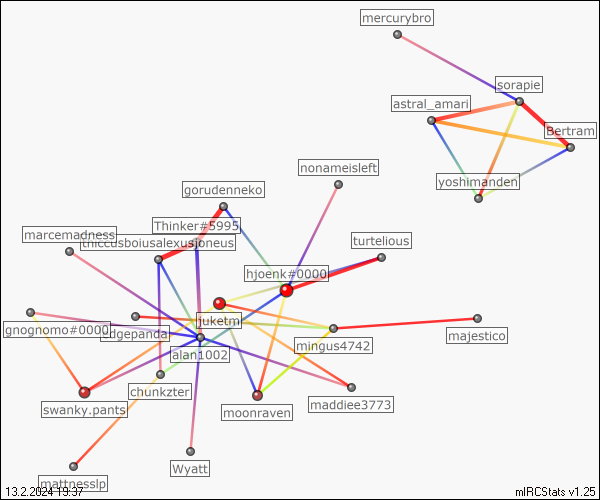 mercurybro
sorapie
astral_amari
Bertram
nonameisleft
yoshimanden
gorudenneko
Thinker#5995
marcemadness
thiccusboiusalexusjoneus
turtelious
hjoenk#0000
juketm
gnognomo#0000
mingus4742
majestico
alan1002
chunkzter
swanky.pants
moonraven
maddiee3773
Wyatt
mattnesslp
13.2.2024 19:37
mIRCStats v1.25